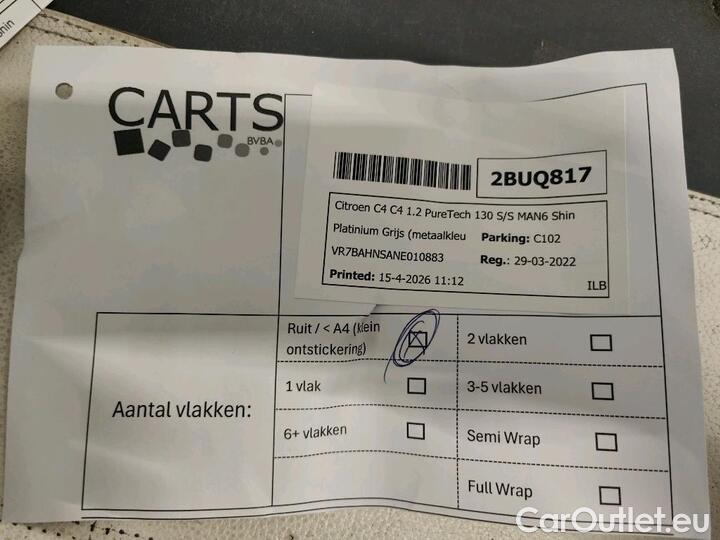 hin
CARTS
BVBA
2BUQ817
Citroen C4 C4 1.2 PureTech 130 S/S MAN6 Shin
Platinium Grijs (metaalkleu Parking: C102
VR7BAHNSANE010883 Reg.: 29-03-2022
Printed: 15-4-2026 11:12 ILB
Aantal vlakken:
Ruit / < A4 (klein
ontstickering)
2 vlakken
1 vlak
3-5 vlakken
6+ vlakken
Semi Wrap
Full Wrap
CarOutlet.eu